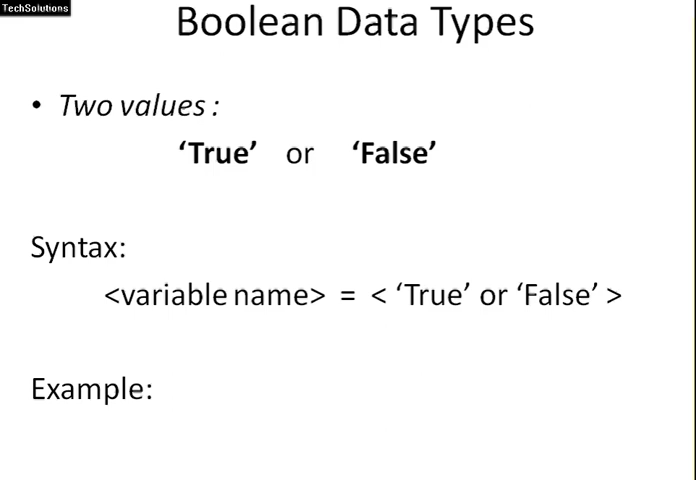 TechSolutions
Boolean Data Types
• Two values :
‘True’ or ‘False’
Syntax:
<variable name> = < ‘True’ or ‘False’ >
Example: